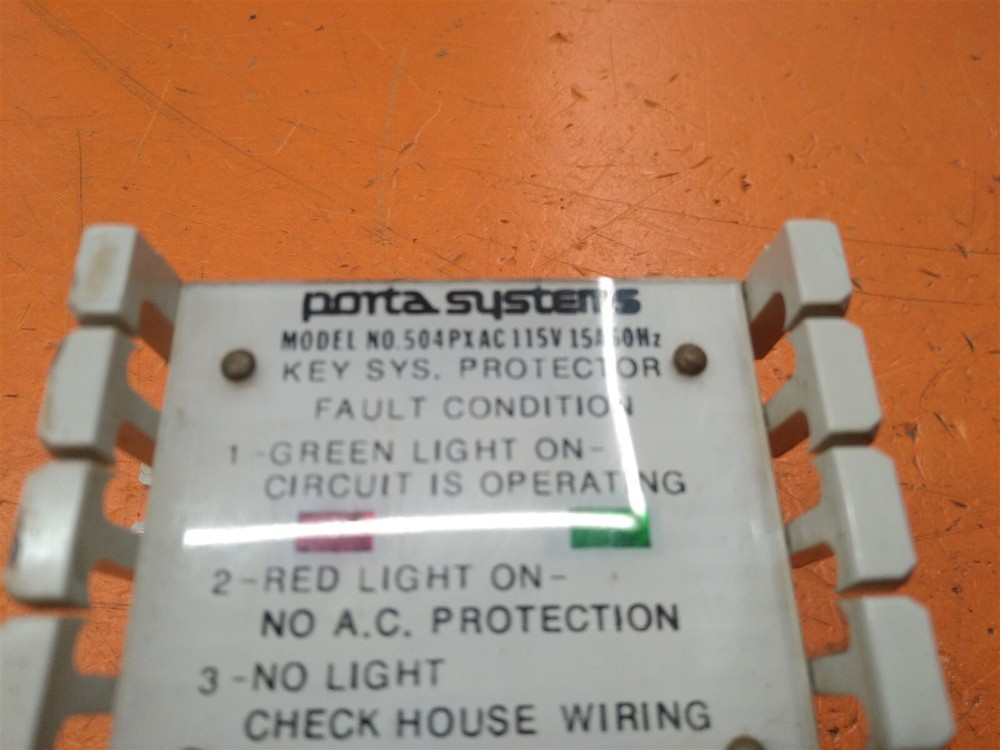 porta systems
MODEL NO. 504PX AC 115V 15A 60Hz
KEY SYS. PROTECTOR
FAULT CONDITION
1-GREEN LIGHT ON-
CIRCUIT IS OPERATING
2-RED LIGHT ON-
NO A.C. PROTECTION
3-NO LIGHT
CHECK HOUSE WIRING